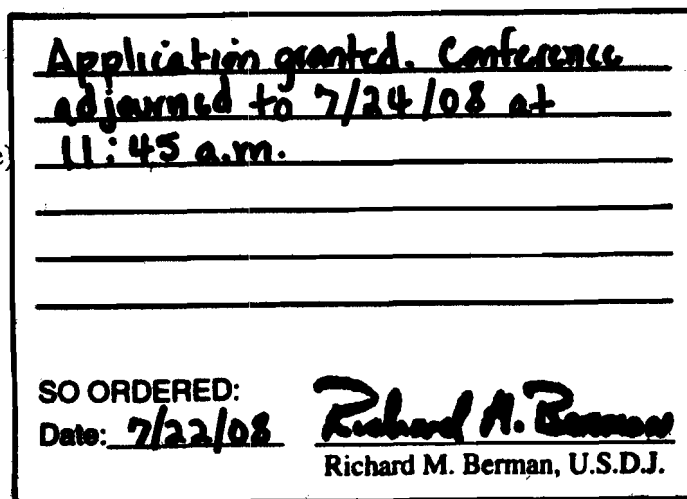 Application granted. Conference
adjourned to 7/24/08 at
11:45 a.m.
SO ORDERED:
Date: 7/22/08 Richard M. Berman
Richard M. Berman, U.S.D.J.